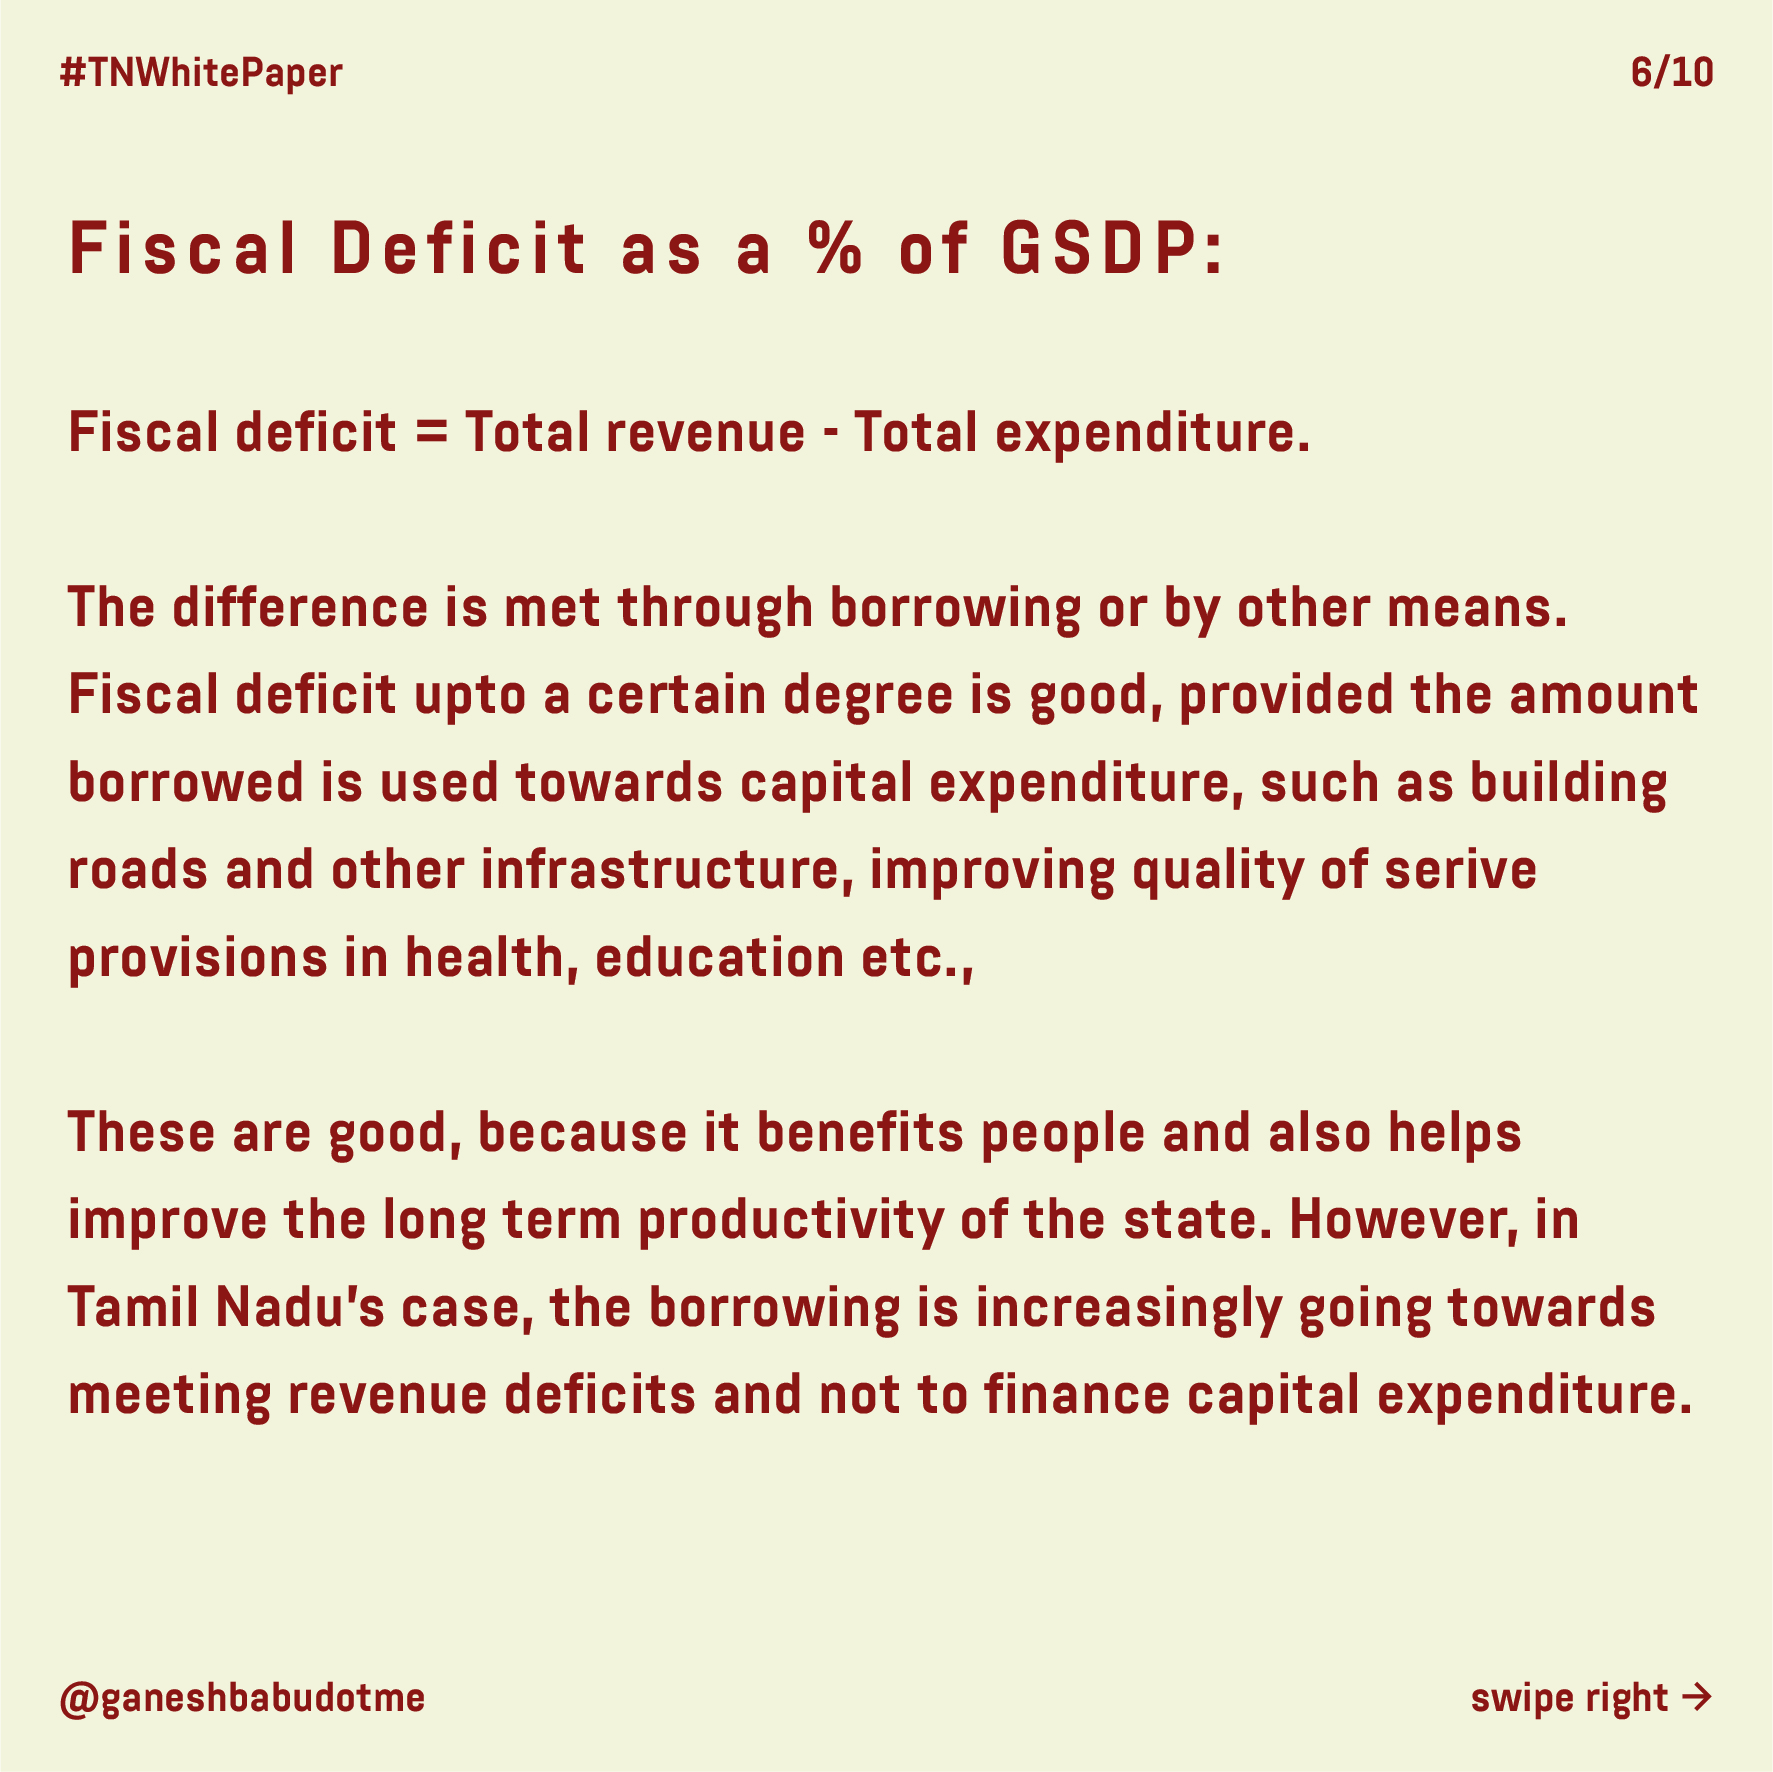 #TNWhitePaper
6/10
Fiscal Deficit as a % of GSDP:
Fiscal deficit = Total revenue - Total expenditure.
The difference is met through borrowing or by other means.
Fiscal deficit upto a certain degree is good, provided the amount
borrowed is used towards capital expenditure, such as building
roads and other infrastructure, improving quality of serive
provisions in health, education etc.,
These are good, because it benefits people and also helps
improve the long term productivity of the state. However, in
Tamil Nadu's case, the borrowing is increasingly going towards
meeting revenue deficits and not to finance capital expenditure.
@ganeshbabudotme
swipe right →